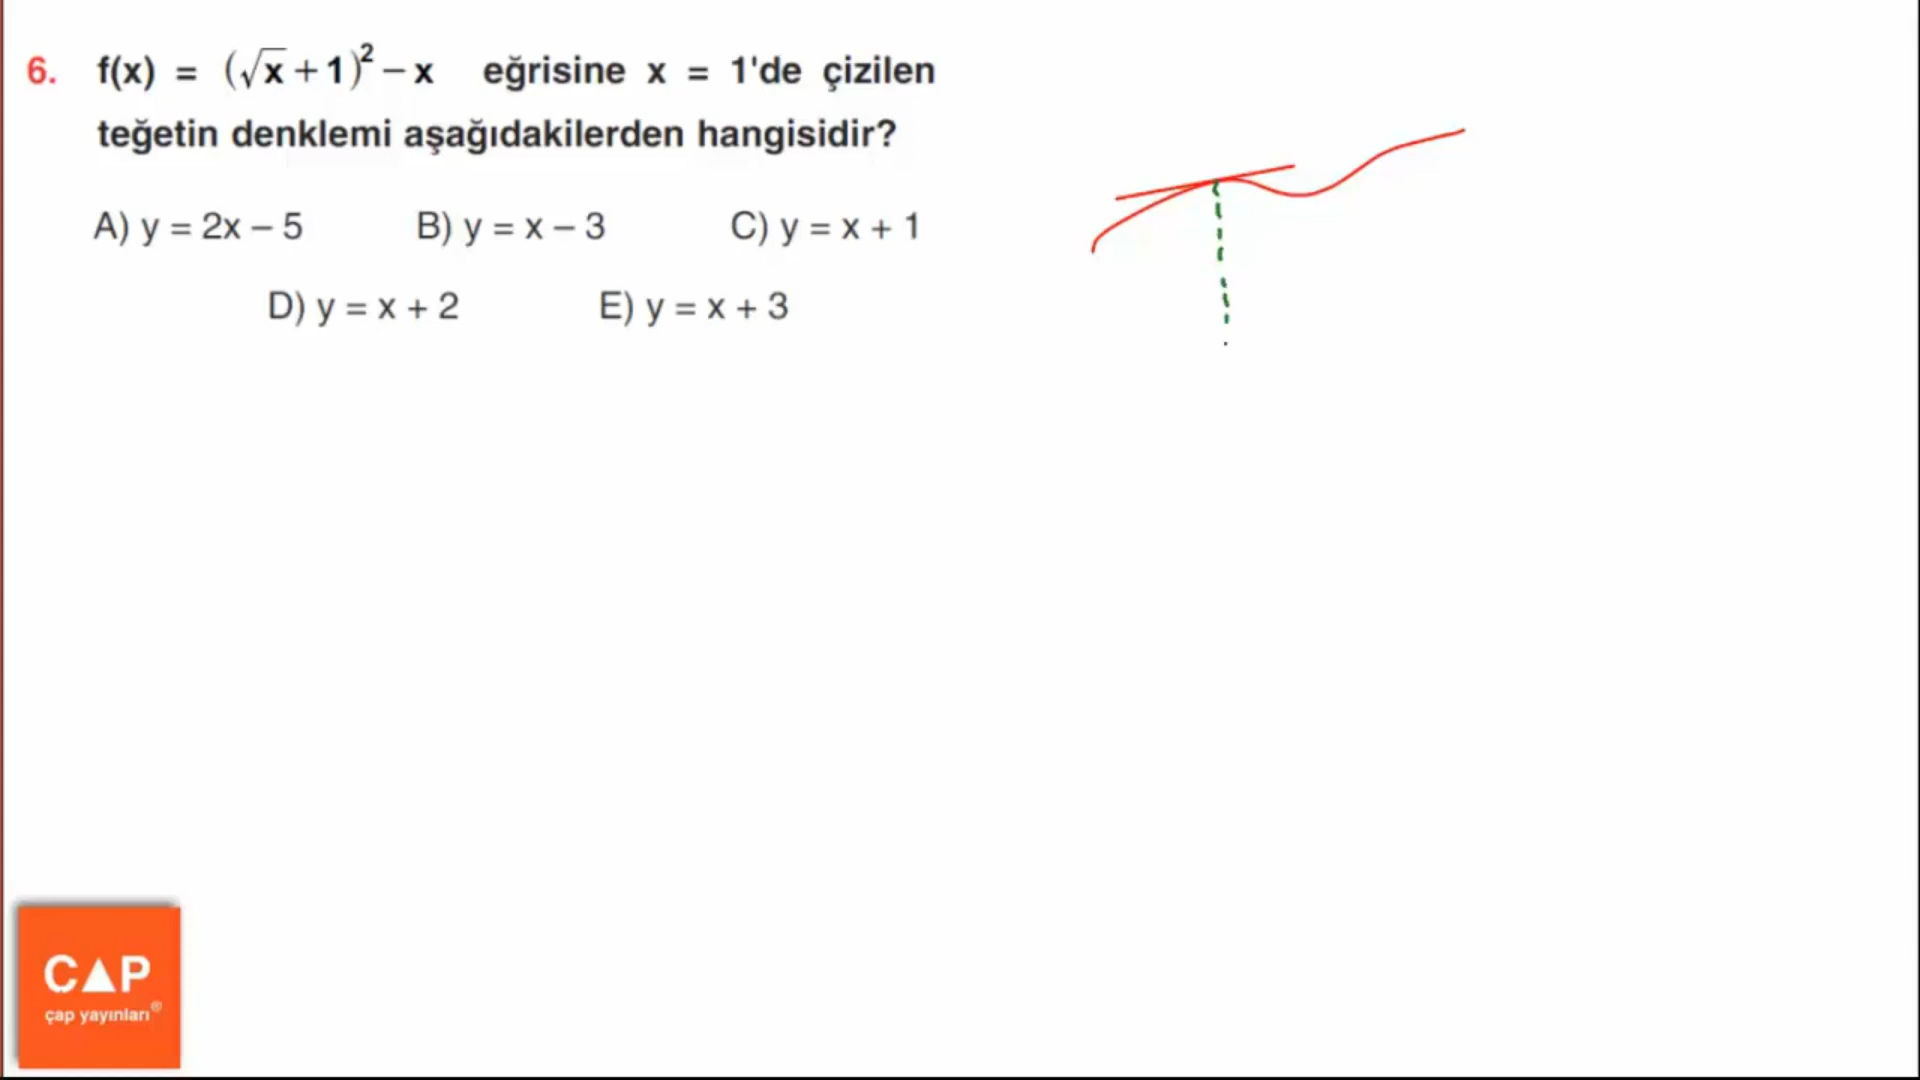 6. f(x) = (√x + 1)² − x eğrisine x = 1'de çizilen
teğetin denklemi aşağıdakilerden hangisidir?
A) y = 2x – 5 B) y = x – 3 C) y = x + 1
D) y = x + 2 E) y = x + 3
CAP
çap yayınları®